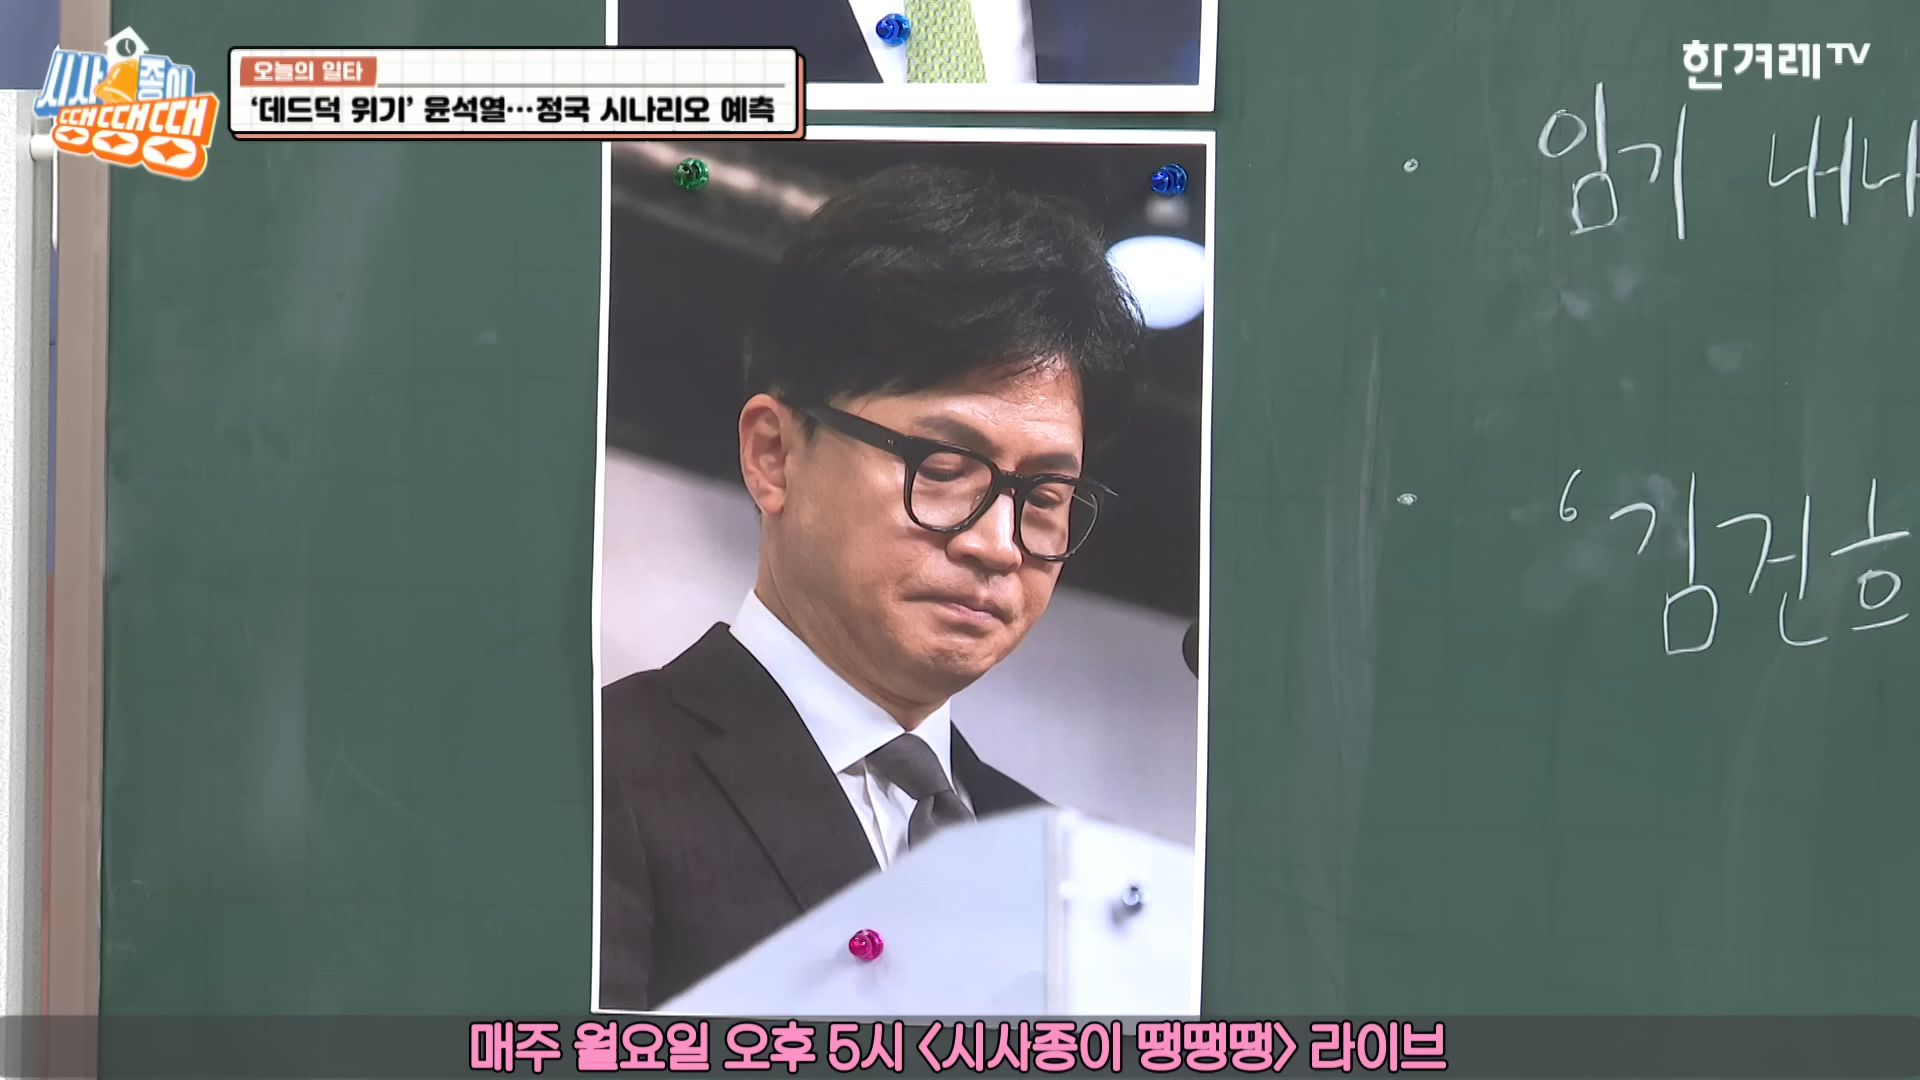 시사종이
땡땡땡
오늘의 일타
‘데드덕 위기’ 윤석열…정국 시나리오 예측
한겨레TV
· 임기 내내
· ‘김건희
매주 월요일 오후 5시 <시사종이 땡땡땡> 라이브